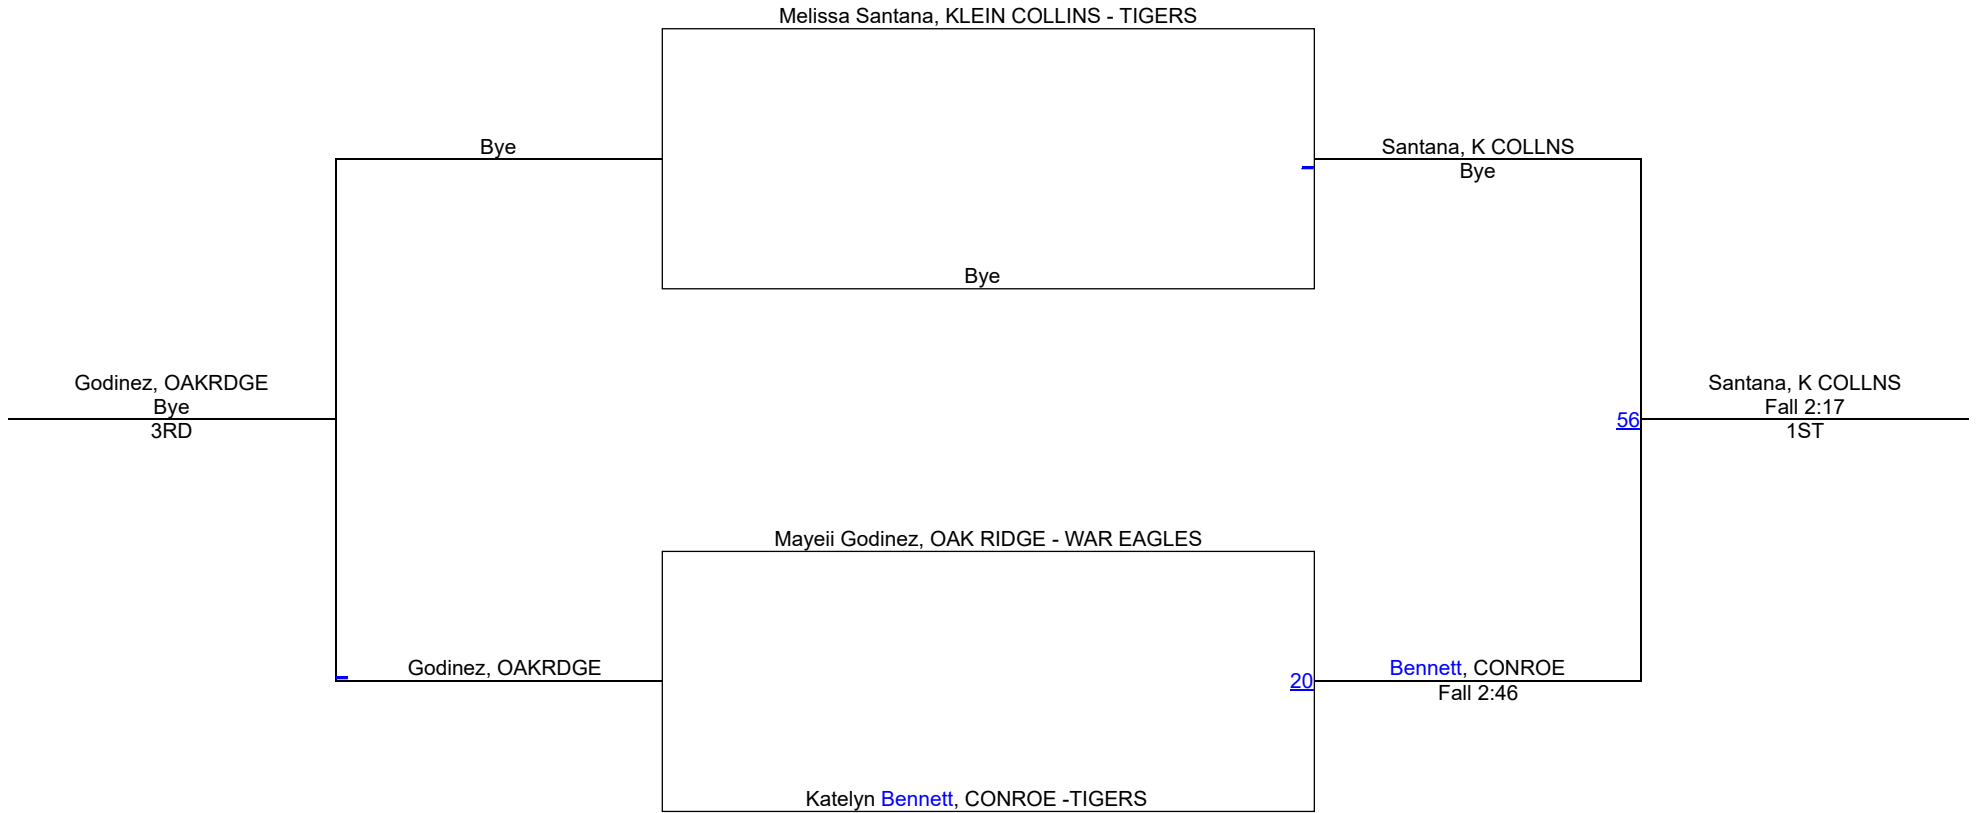 Melissa Santana, KLEIN COLLINS - TIGERS
Bye
Santana, K COLLNS
Bye
Bye
Godinez, OAKRDGE
Bye
3RD
Santana, K COLLNS
Fall 2:17
1ST
56
Mayeii Godinez, OAK RIDGE - WAR EAGLES
Godinez, OAKRDGE
20
Bennett, CONROE
Fall 2:46
Katelyn Bennett, CONROE -TIGERS